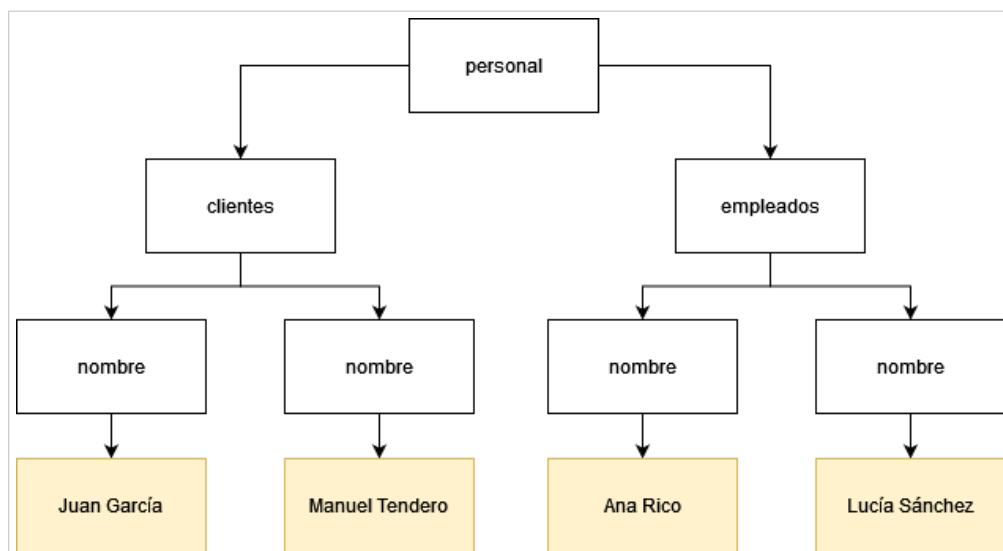 personal
clientes
empleados
nombre
nombre
nombre
nombre
Juan García
Manuel Tendero
Ana Rico
Lucía Sánchez